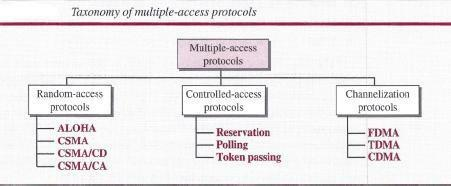 Taxonomy of multiple-access protocols
Multiple-access
protocols
Random-access
protocols
ALOHA
CSMA
CSMA/CD
CSMA/CA
Controlled-access
protocols
Reservation
Polling
Token passing
Channelization
protocols
FDMA
TDMA
CDMA